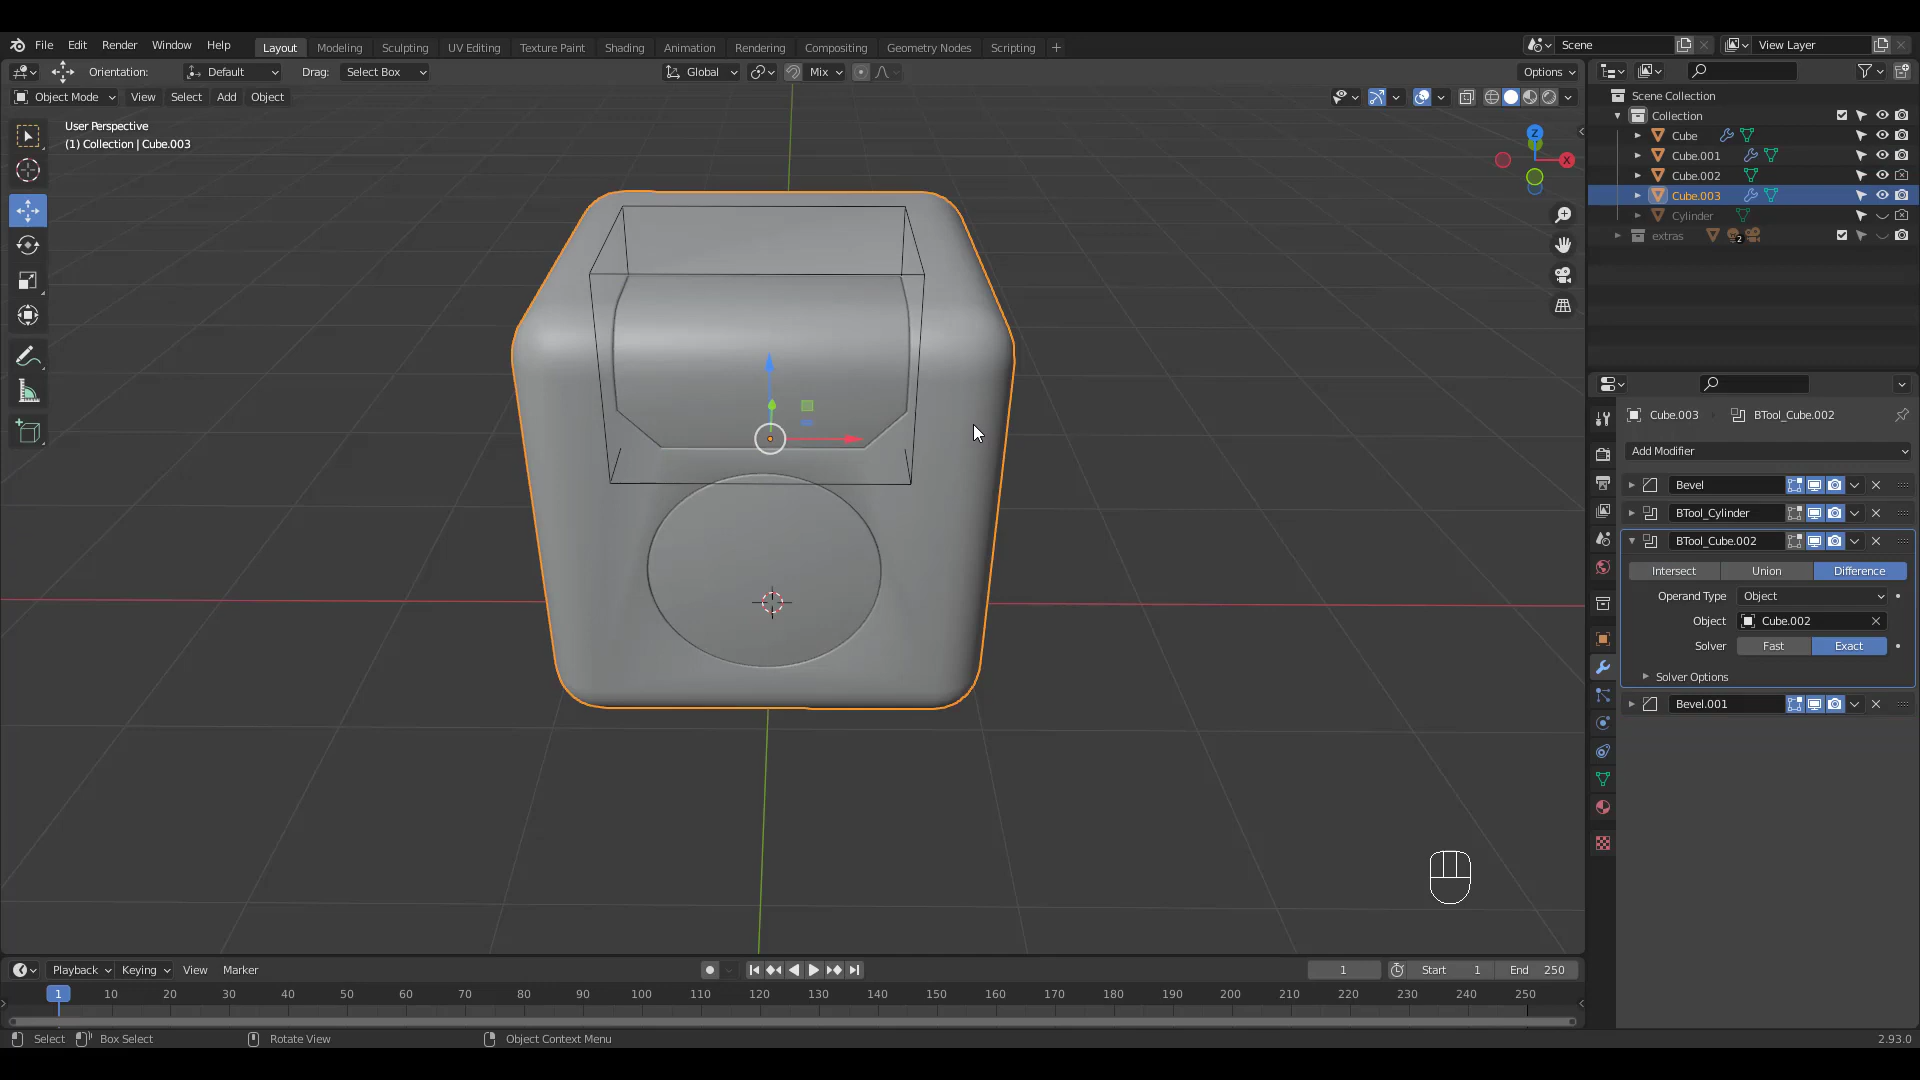 File Edit Render Window Help Layout Modeling Sculpting UV Editing Texture Paint Shading Animation Rendering Compositing Geometry Nodes Scripting + Scene View Layer
Orientation: Default Drag: Select Box Global Mix Options
Object Mode View Select Add Object
User Perspective
(1) Collection | Cube.003
Z
X
Scene Collection
Collection
Cube
Cube.001
Cube.002
Cube.003
Cylinder
extras 2
Cube.003 BTool_Cube.002
Add Modifier
Bevel
BTool_Cylinder
BTool_Cube.002
Intersect Union Difference
Operand Type Object
Object Cube.002
Solver Fast Exact
Solver Options
Bevel.001
Playback Keying View Marker 1 Start 1 End 250
1 10 20 30 40 50 60 70 80 90 100 110 120 130 140 150 160 170 180 190 200 210 220 230 240 250
Select Box Select Rotate View Object Context Menu 2.93.0